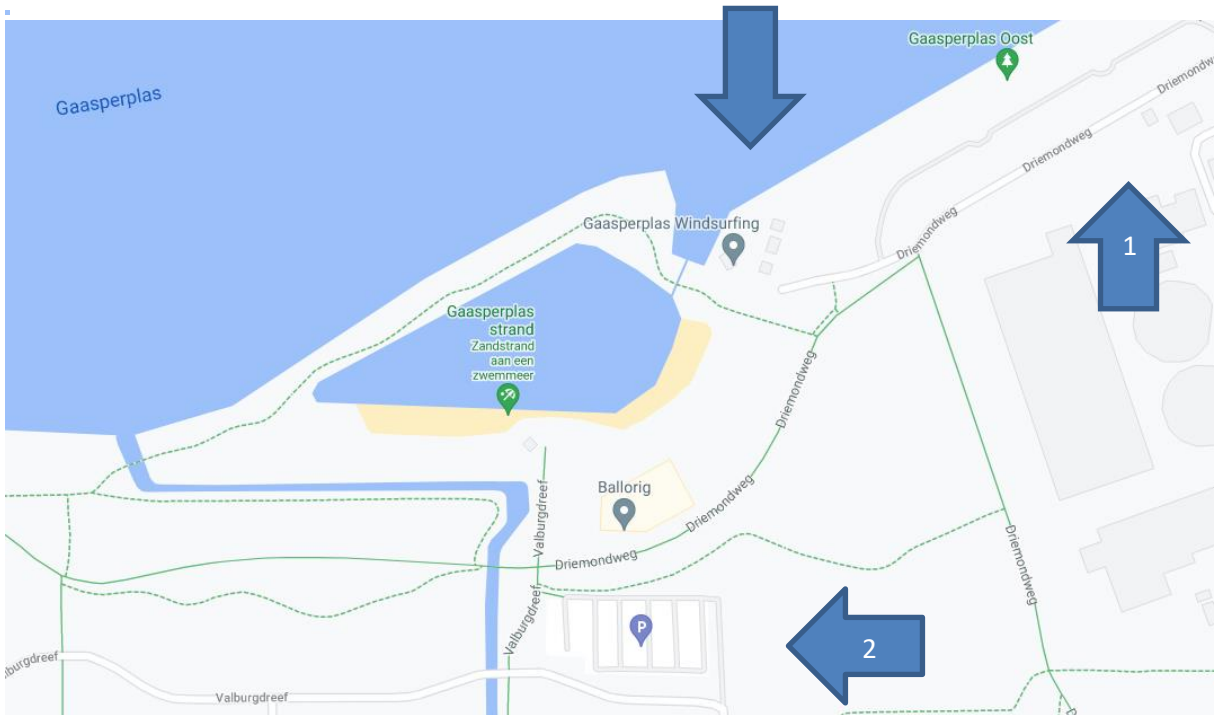 Gaasperplas Oost
Gaasperplas
Driemondweg
Driemondweg
Driemondweg
1
Gaasperplas Windsurfing
Gaasperplas
strand
Zandstrand
aan een
zwemmeer
Driemondweg
Ballorig
Driemondweg
Valburgdreef
Driemondweg
Driemondweg
Valburgdreef
P
2
burgdreef
Valburgdreef